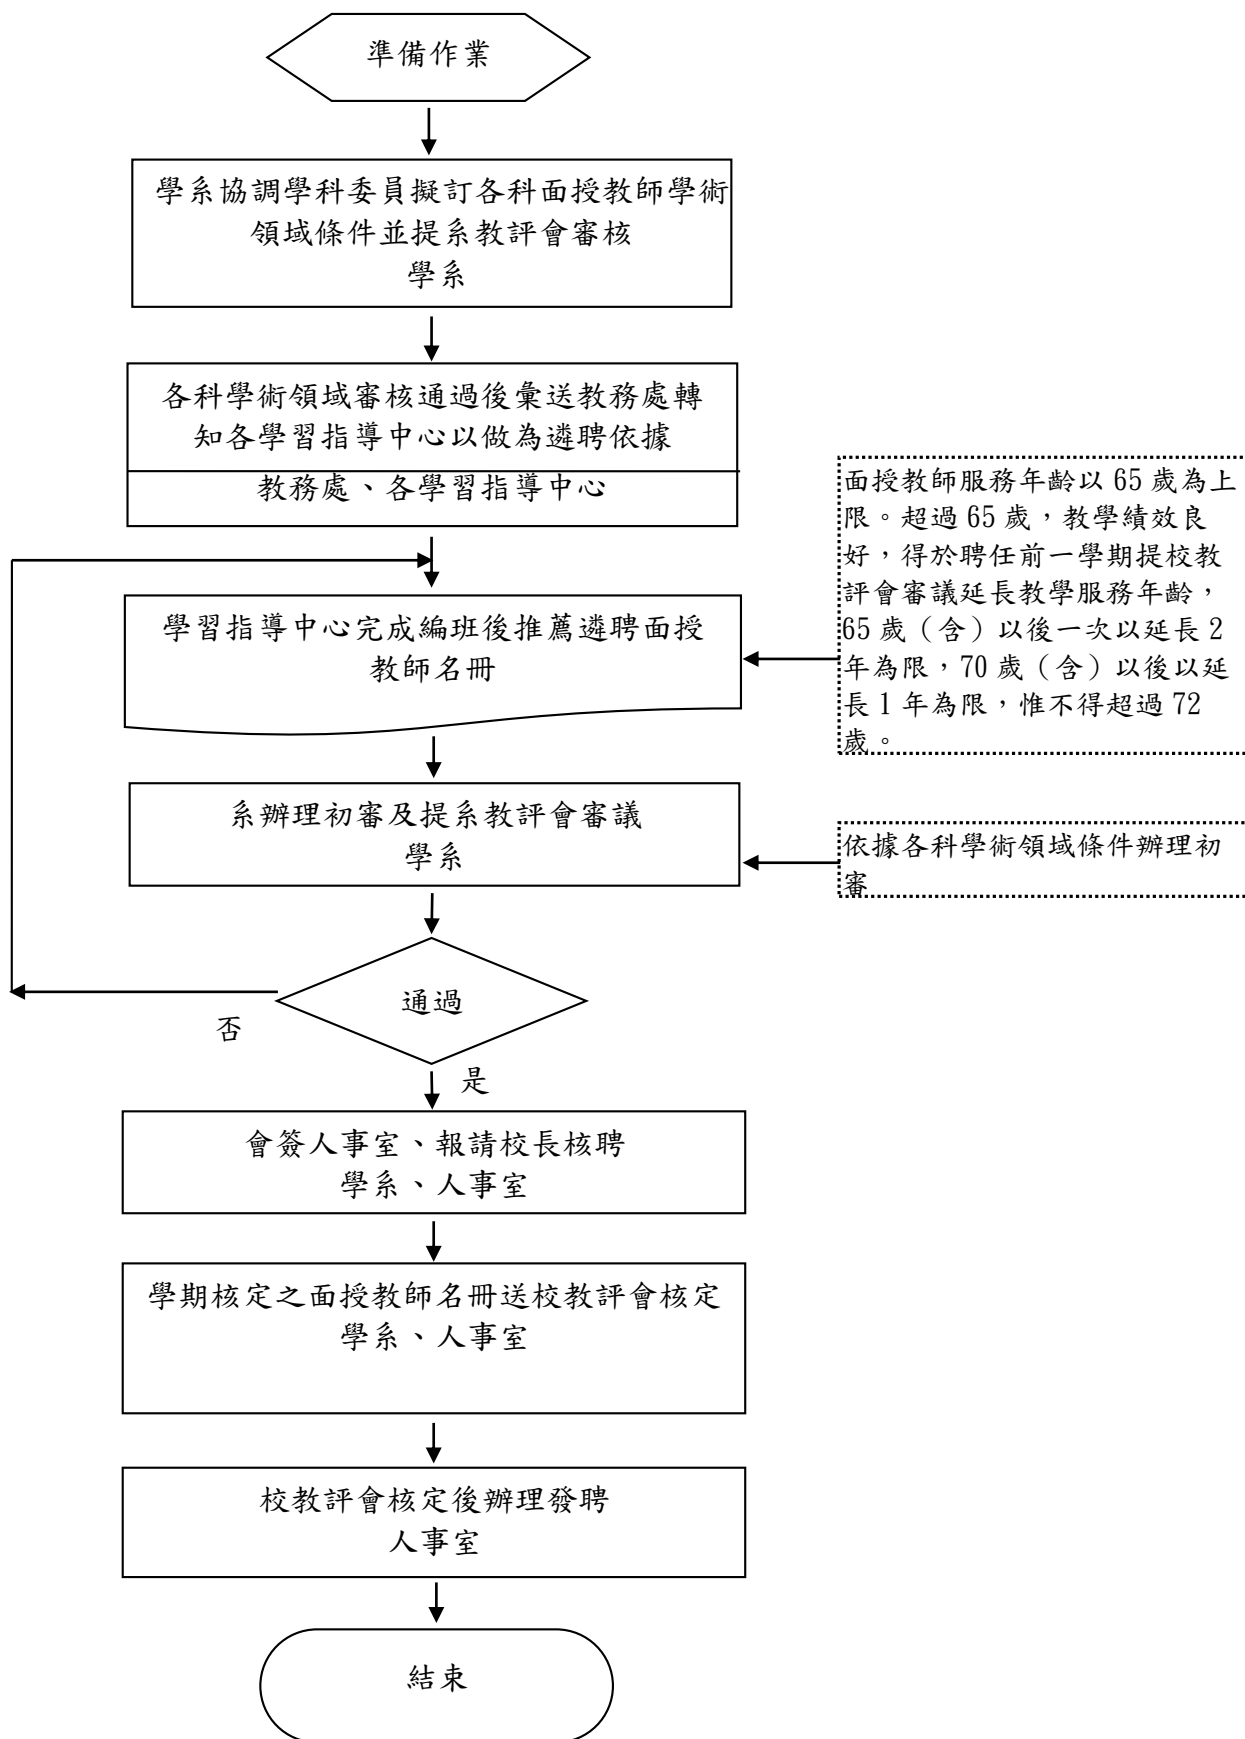 準備作業
學系協調學科委員擬訂各科面授教師學術
領域條件並提系教評會審核
學系
各科學術領域審核通過後彙送教務處轉
知各學習指導中心以做為遴聘依據
教務處、各學習指導中心
學習指導中心完成編班後推薦遴聘面授
教師名冊
面授教師服務年齡以 65 歲為上
限。超過 65 歲，教學績效良
好，得於聘任前一學期提校教
評會審議延長教學服務年齡，
65 歲（含）以後一次以延長 2
年為限，70 歲（含）以後以延
長 1 年為限，惟不得超過 72
歲。
系辦理初審及提系教評會審議
學系
依據各科學術領域條件辦理初
審
通過
否
是
會簽人事室、報請校長核聘
學系、人事室
學期核定之面授教師名冊送校教評會核定
學系、人事室
校教評會核定後辦理發聘
人事室
結束